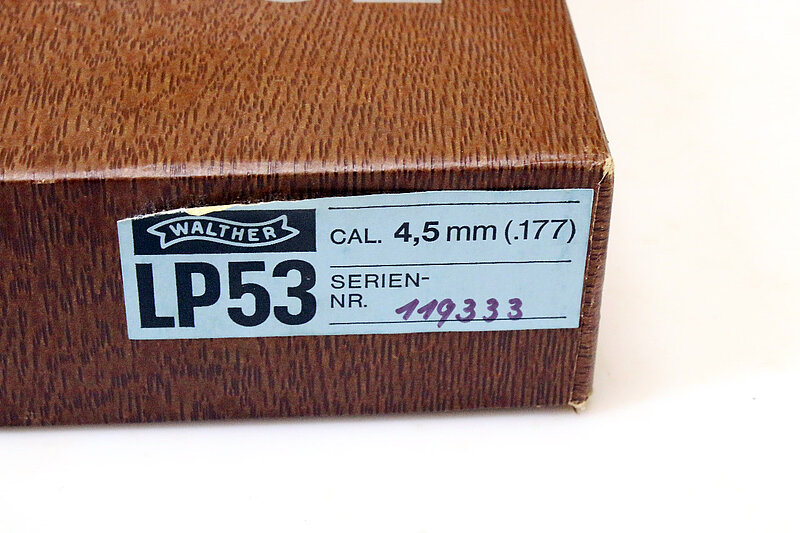 WALTHER
LP53
CAL. 4,5 mm (.177)
SERIEN-
NR. 119333